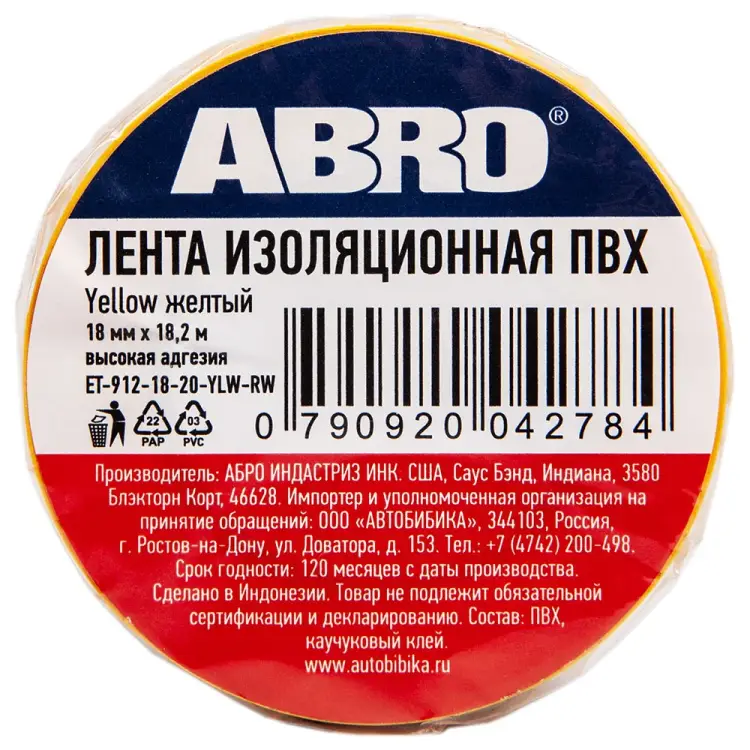 ABRO®
ЛЕНТА ИЗОЛЯЦИОННАЯ ПВХ
Yellow желтый
18 мм x 18,2 м
высокая адгезия
ET-912-18-20-YLW-RW
22
PAP
03
PVC
0 790920 042784
Производитель: АБРО ИНДАСТРИЗ ИНК. США, Саус Бэнд, Индиана, 3580
Блэкторн Корт, 46628. Импортер и уполномоченная организация на
принятие обращений: ООО «АВТОБИБИКА», 344103, Россия,
г. Ростов-на-Дону, ул. Доватора, д. 153. Тел.: +7 (4742) 200-498.
Срок годности: 120 месяцев с даты производства.
Сделано в Индонезии. Товар не подлежит обязательной
сертификации и декларированию. Состав: ПВХ,
каучуковый клей.
www.autobibika.ru